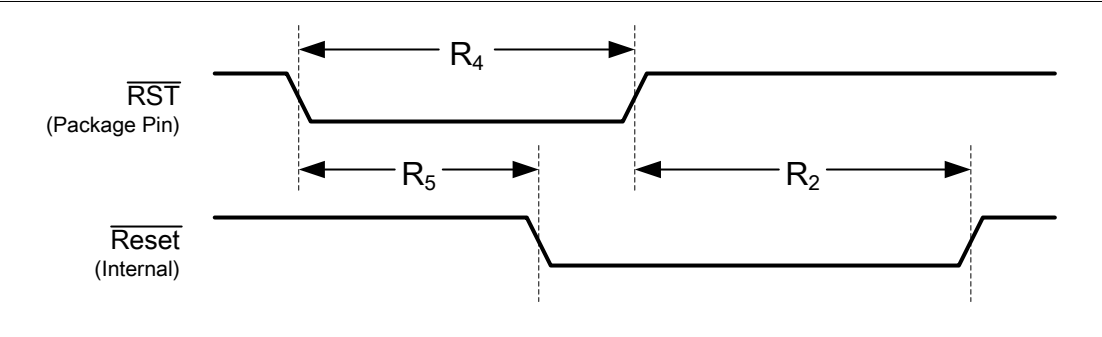 R₄
RST
(Package Pin)
R₅
R₂
Reset
(Internal)